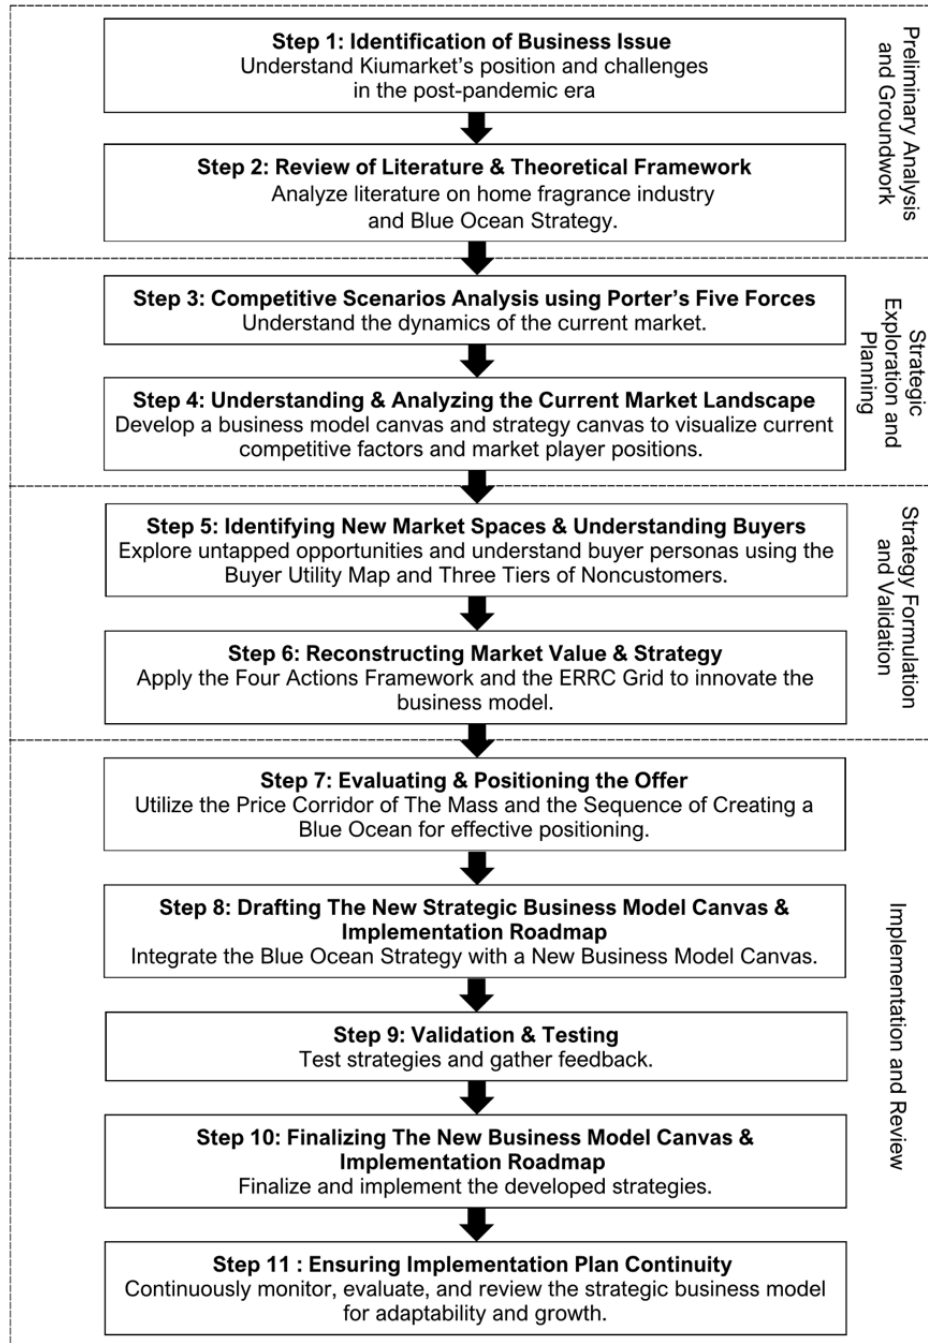 Step 1: Identification of Business Issue
Understand Kiumarket's position and challenges
in the post-pandemic era
Step 2: Review of Literature & Theoretical Framework
Analyze literature on home fragrance industry
and Blue Ocean Strategy.
Preliminary Analysis
and Groundwork
Step 3: Competitive Scenarios Analysis using Porter's Five Forces
Understand the dynamics of the current market.
Step 4: Understanding & Analyzing the Current Market Landscape
Develop a business model canvas and strategy canvas to visualize current
competitive factors and market player positions.
Strategic
Exploration and
Planning
Step 5: Identifying New Market Spaces & Understanding Buyers
Explore untapped opportunities and understand buyer personas using the
Buyer Utility Map and Three Tiers of Noncustomers.
Step 6: Reconstructing Market Value & Strategy
Apply the Four Actions Framework and the ERRC Grid to innovate the
business model.
Strategy Formulation
and Validation
Step 7: Evaluating & Positioning the Offer
Utilize the Price Corridor of The Mass and the Sequence of Creating a
Blue Ocean for effective positioning.
Step 8: Drafting The New Strategic Business Model Canvas &
Implementation Roadmap
Integrate the Blue Ocean Strategy with a New Business Model Canvas.
Step 9: Validation & Testing
Test strategies and gather feedback.
Step 10: Finalizing The New Business Model Canvas &
Implementation Roadmap
Finalize and implement the developed strategies.
Step 11 : Ensuring Implementation Plan Continuity
Continuously monitor, evaluate, and review the strategic business model
for adaptability and growth.
Implementation and Review